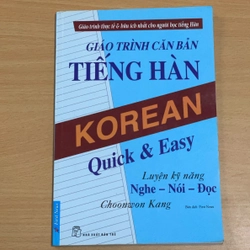 Giáo trình thực tế & hữu ích nhất cho người học tiếng Hàn
GIÁO TRÌNH CĂN BẢN
TIẾNG HÀN
KOREAN
Quick & Easy
Luyện kỹ năng
Nghe – Nói – Đọc
Choonwon Kang